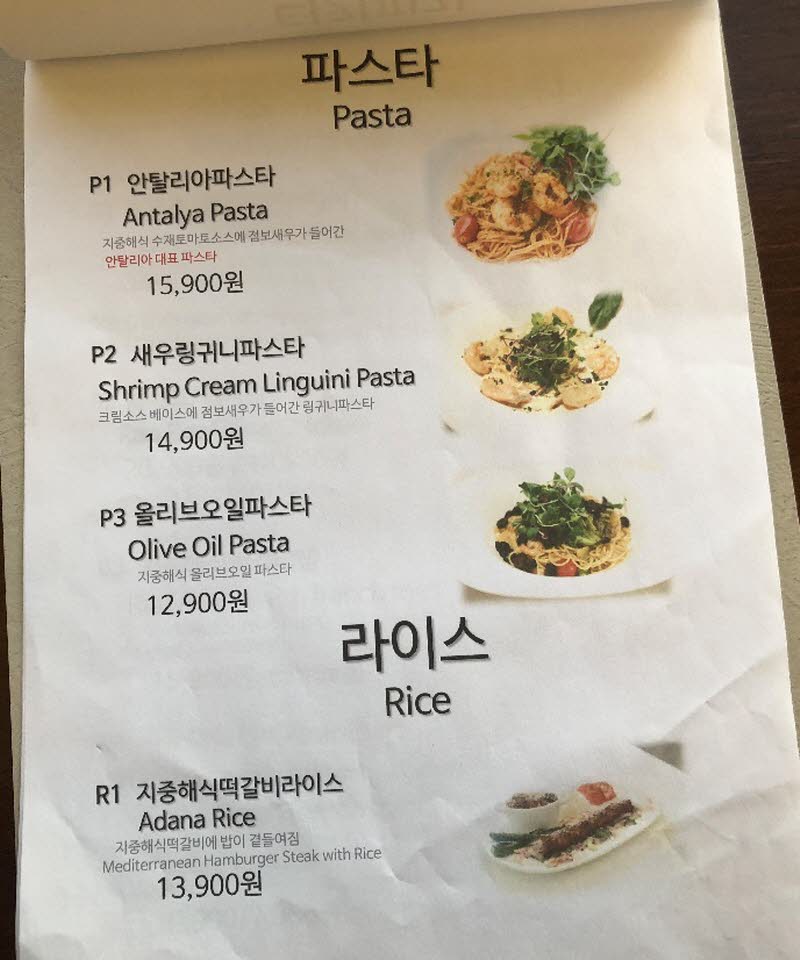 파스타
Pasta
P1 안탈리아파스타
Antalya Pasta
지중해식 수재토마토소스에 점보새우가 들어간
안탈리아 대표 파스타
15,900원
P2 새우링귀니파스타
Shrimp Cream Linguini Pasta
크림소스 베이스에 점보새우가 들어간 링귀니파스타
14,900원
P3 올리브오일파스타
Olive Oil Pasta
지중해식 올리브오일 파스타
12,900원
라이스
Rice
R1 지중해식떡갈비라이스
Adana Rice
지중해식떡갈비에 밥이 곁들여짐
Mediterranean Hamburger Steak with Rice
13,900원